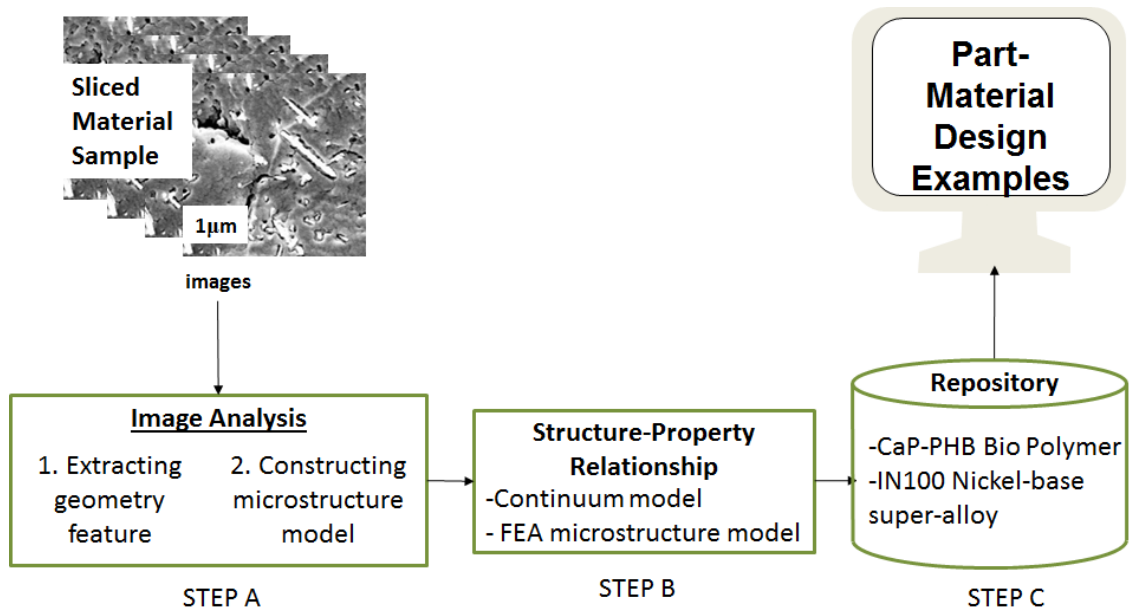 Sliced
Material
Sample
1μm
images
Image Analysis
1. Extracting
geometry
feature
2. Constructing
microstructure
model
STEP A
Structure-Property
Relationship
-Continuum model
- FEA microstructure model
STEP B
Part-
Material
Design
Examples
Repository
-CaP-PHB Bio Polymer
-IN100 Nickel-base
super-alloy
STEP C